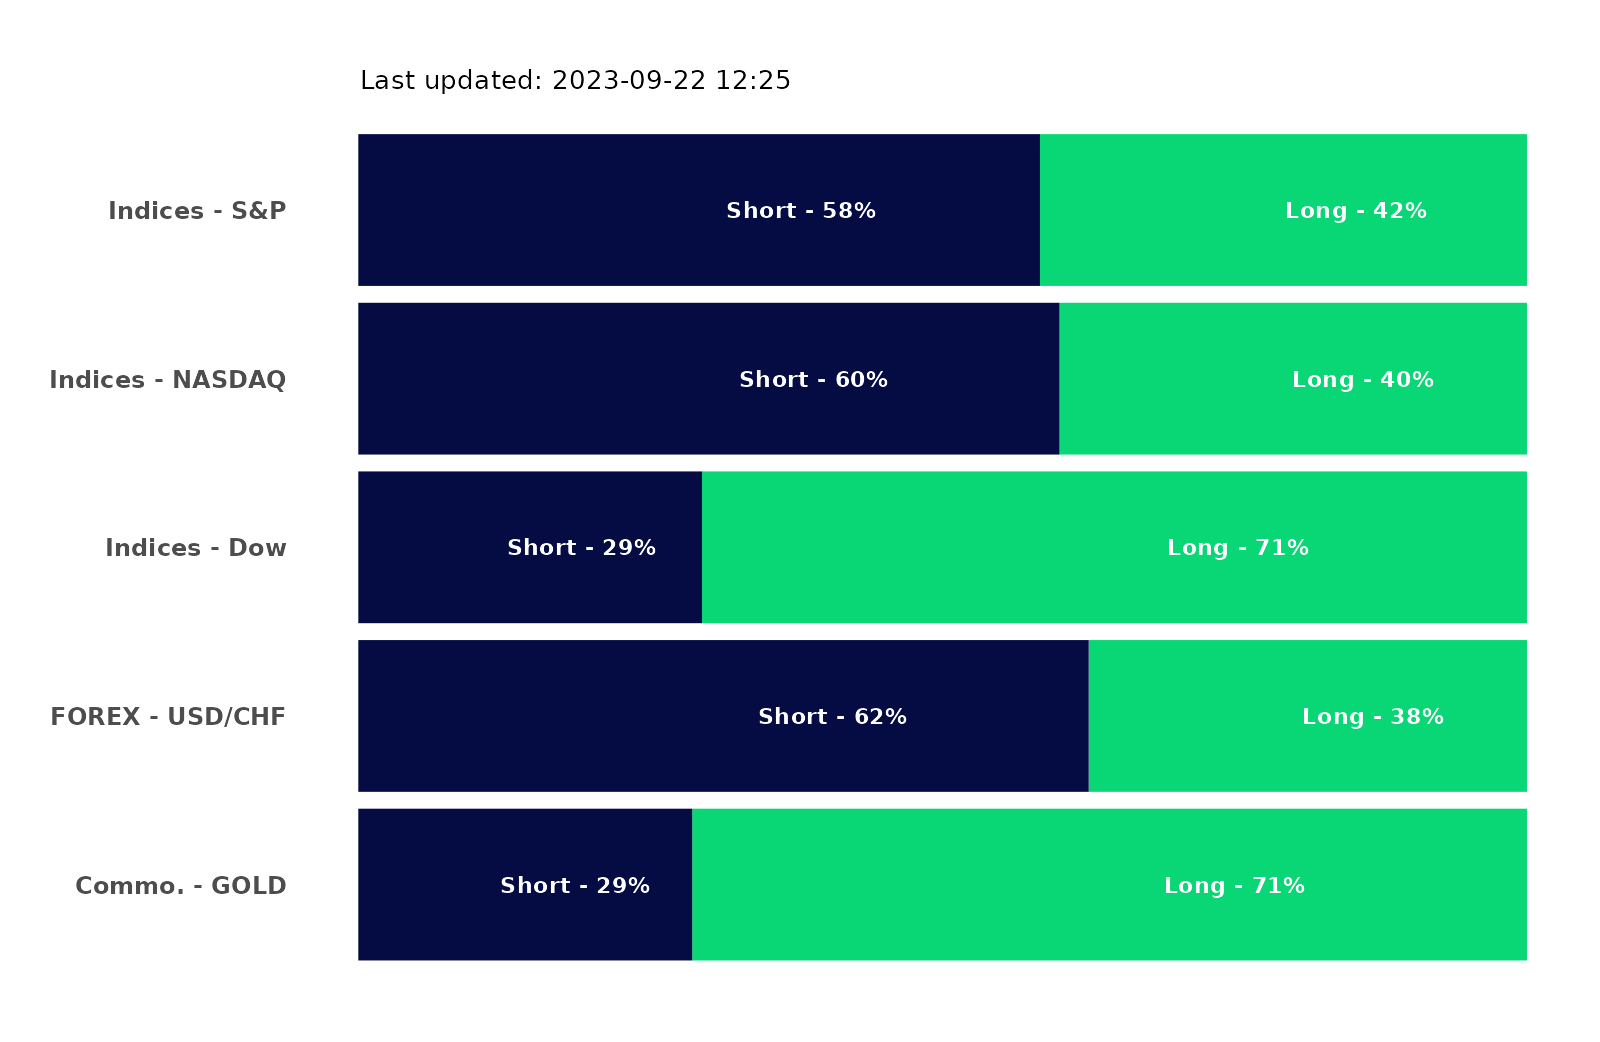 Last updated: 2023-09-22 12:25
Indices - S&P Short - 58% Long - 42%
Indices - NASDAQ Short - 60% Long - 40%
Indices - Dow Short - 29% Long - 71%
FOREX - USD/CHF Short - 62% Long - 38%
Commo. - GOLD Short - 29% Long - 71%